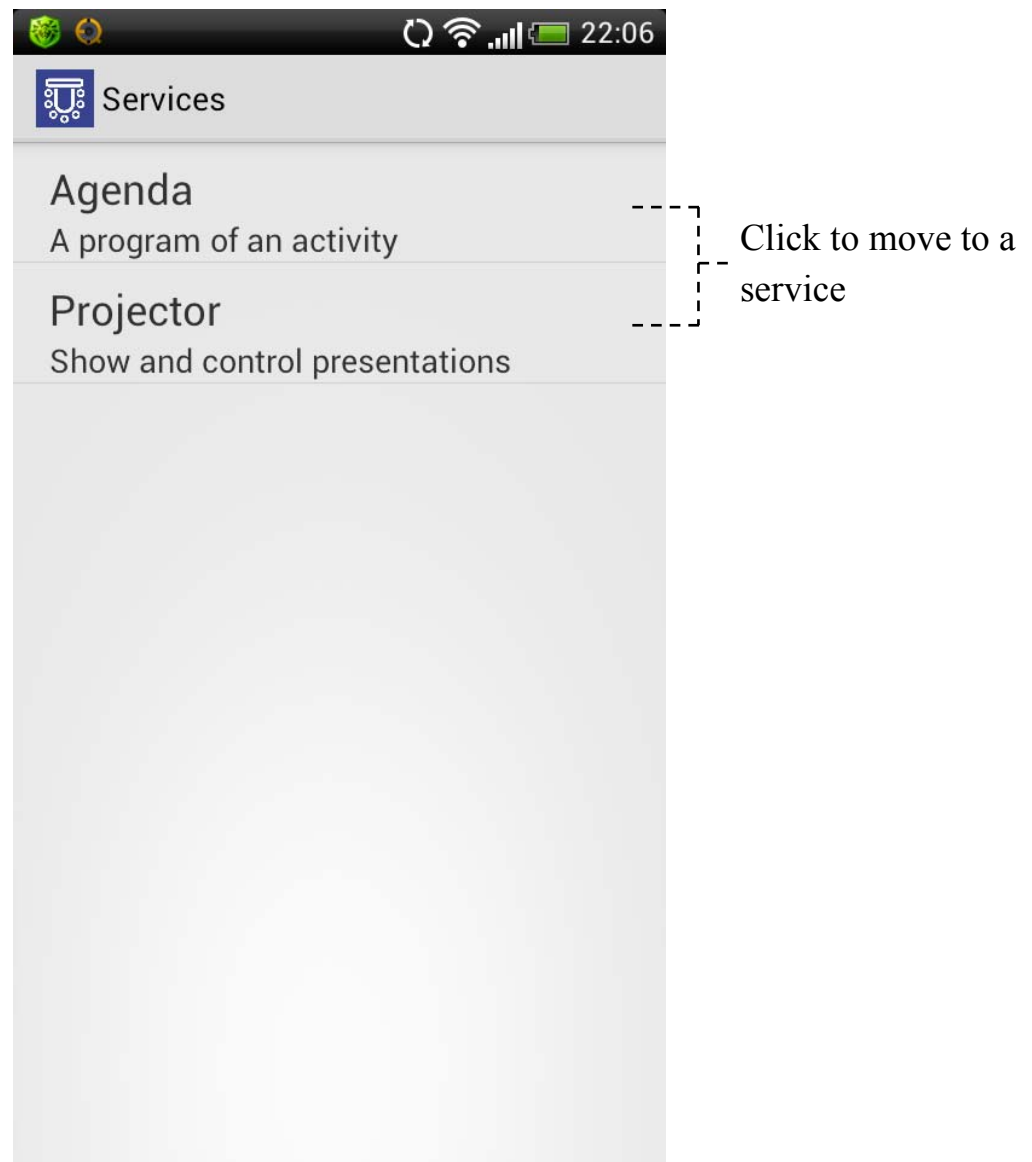 22:06
Services
Agenda
A program of an activity
Projector
Show and control presentations
Click to move to a
service